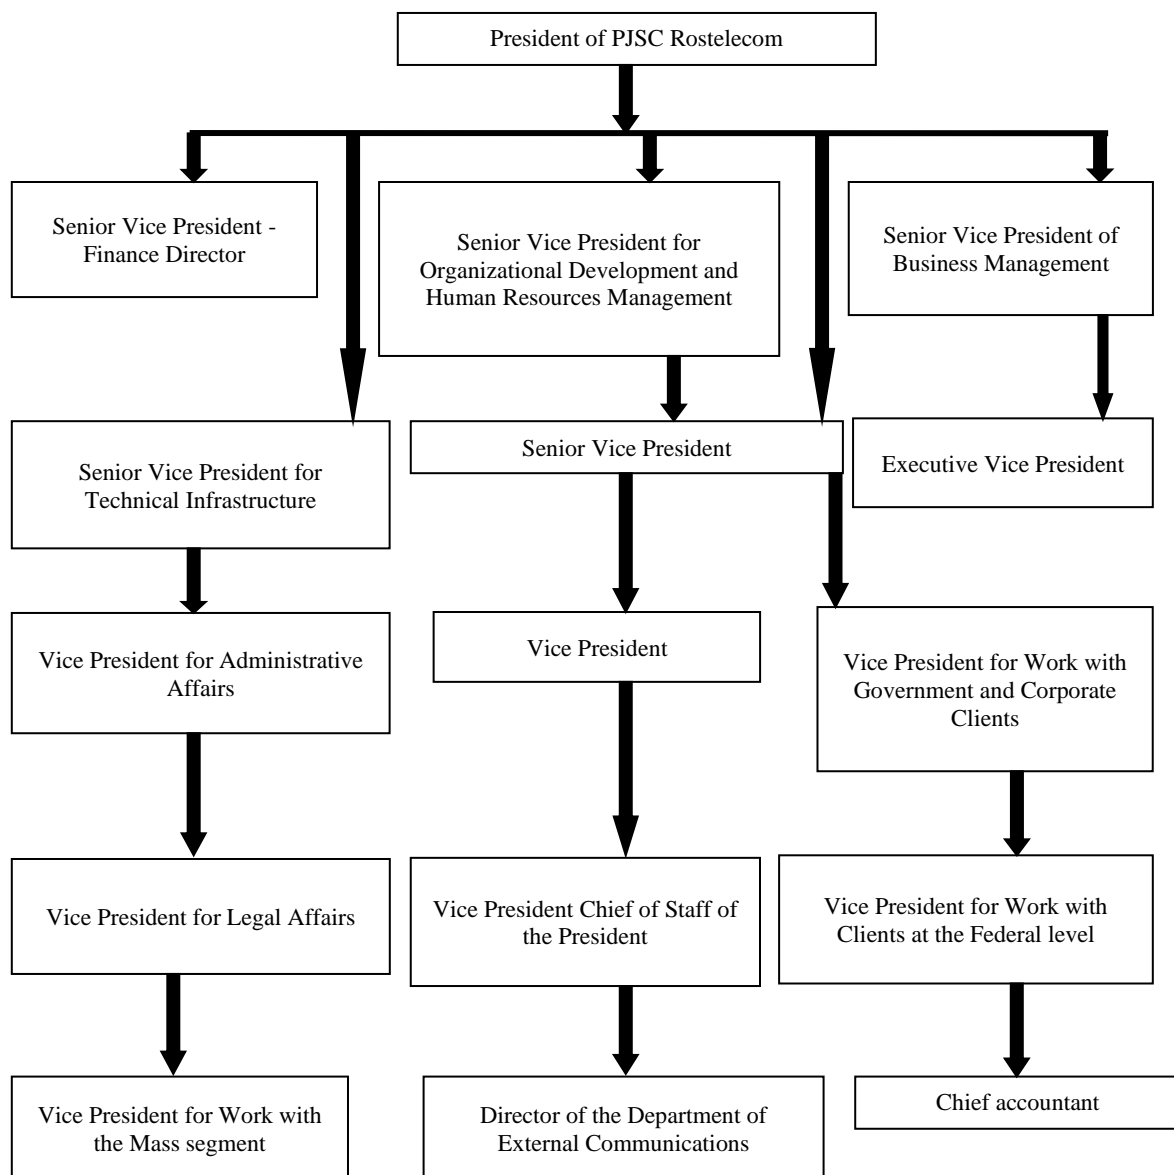 President of PJSC Rostelecom
Senior Vice President -
Finance Director
Senior Vice President for
Organizational Development and
Human Resources Management
Senior Vice President of
Business Management
Senior Vice President for
Technical Infrastructure
Senior Vice President
Executive Vice President
Vice President for Administrative
Affairs
Vice President
Vice President for Work with
Government and Corporate
Clients
Vice President for Legal Affairs
Vice President Chief of Staff of
the President
Vice President for Work with
Clients at the Federal level
Vice President for Work with
the Mass segment
Director of the Department of
External Communications
Chief accountant